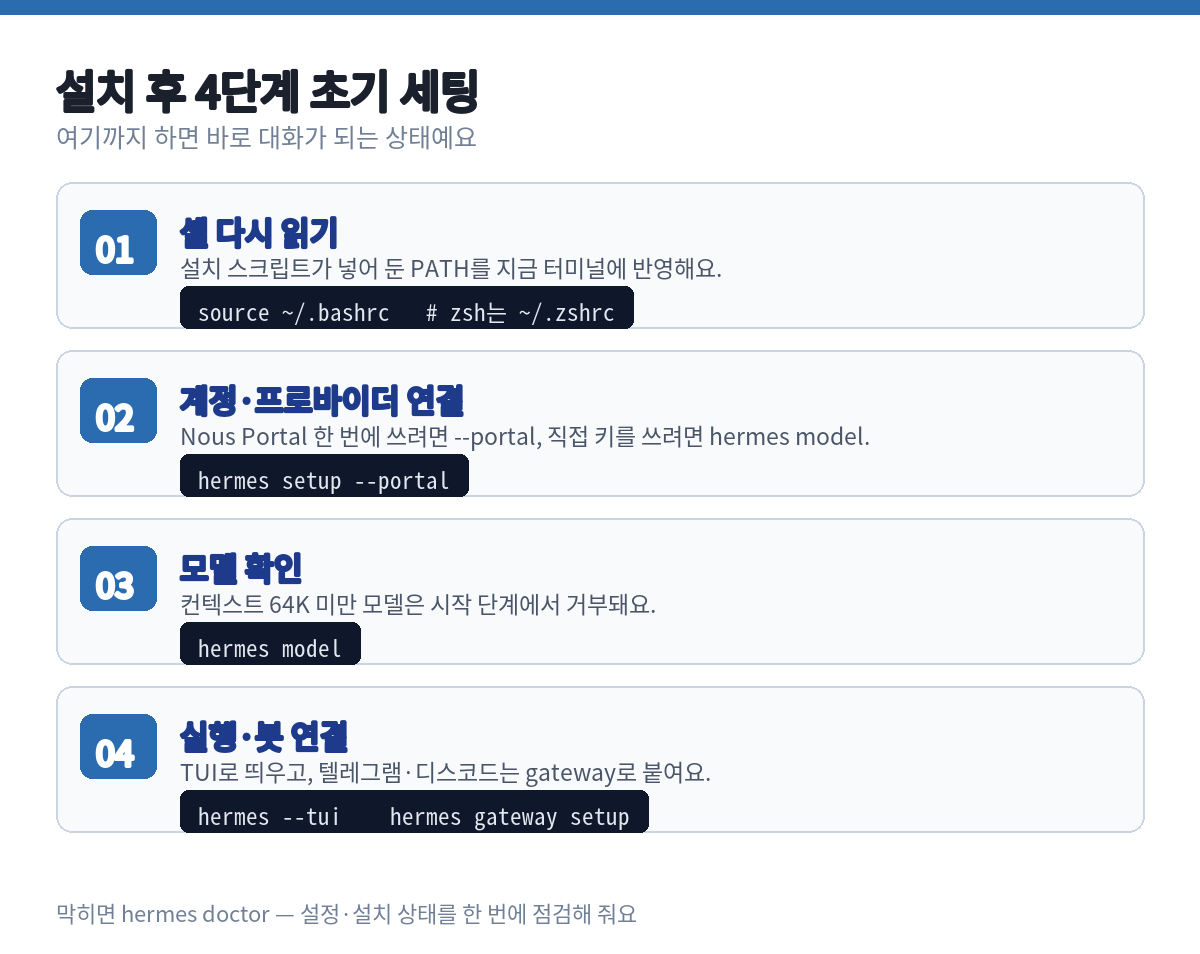 설치 후 4단계 초기 세팅
여기까지 하면 바로 대화가 되는 상태예요
01
셸 다시 읽기
설치 스크립트가 넣어 둔 PATH를 지금 터미널에 반영해요.
source ~/.bashrc   # zsh는 ~/.zshrc
02
계정·프로바이더 연결
Nous Portal 한 번에 쓰려면 --portal, 직접 키를 쓰려면 hermes model.
hermes setup --portal
03
모델 확인
컨텍스트 64K 미만 모델은 시작 단계에서 거부돼요.
hermes model
04
실행·봇 연결
TUI로 띄우고, 텔레그램·디스코드는 gateway로 붙여요.
hermes --tui    hermes gateway setup
막히면 hermes doctor — 설정·설치 상태를 한 번에 점검해 줘요